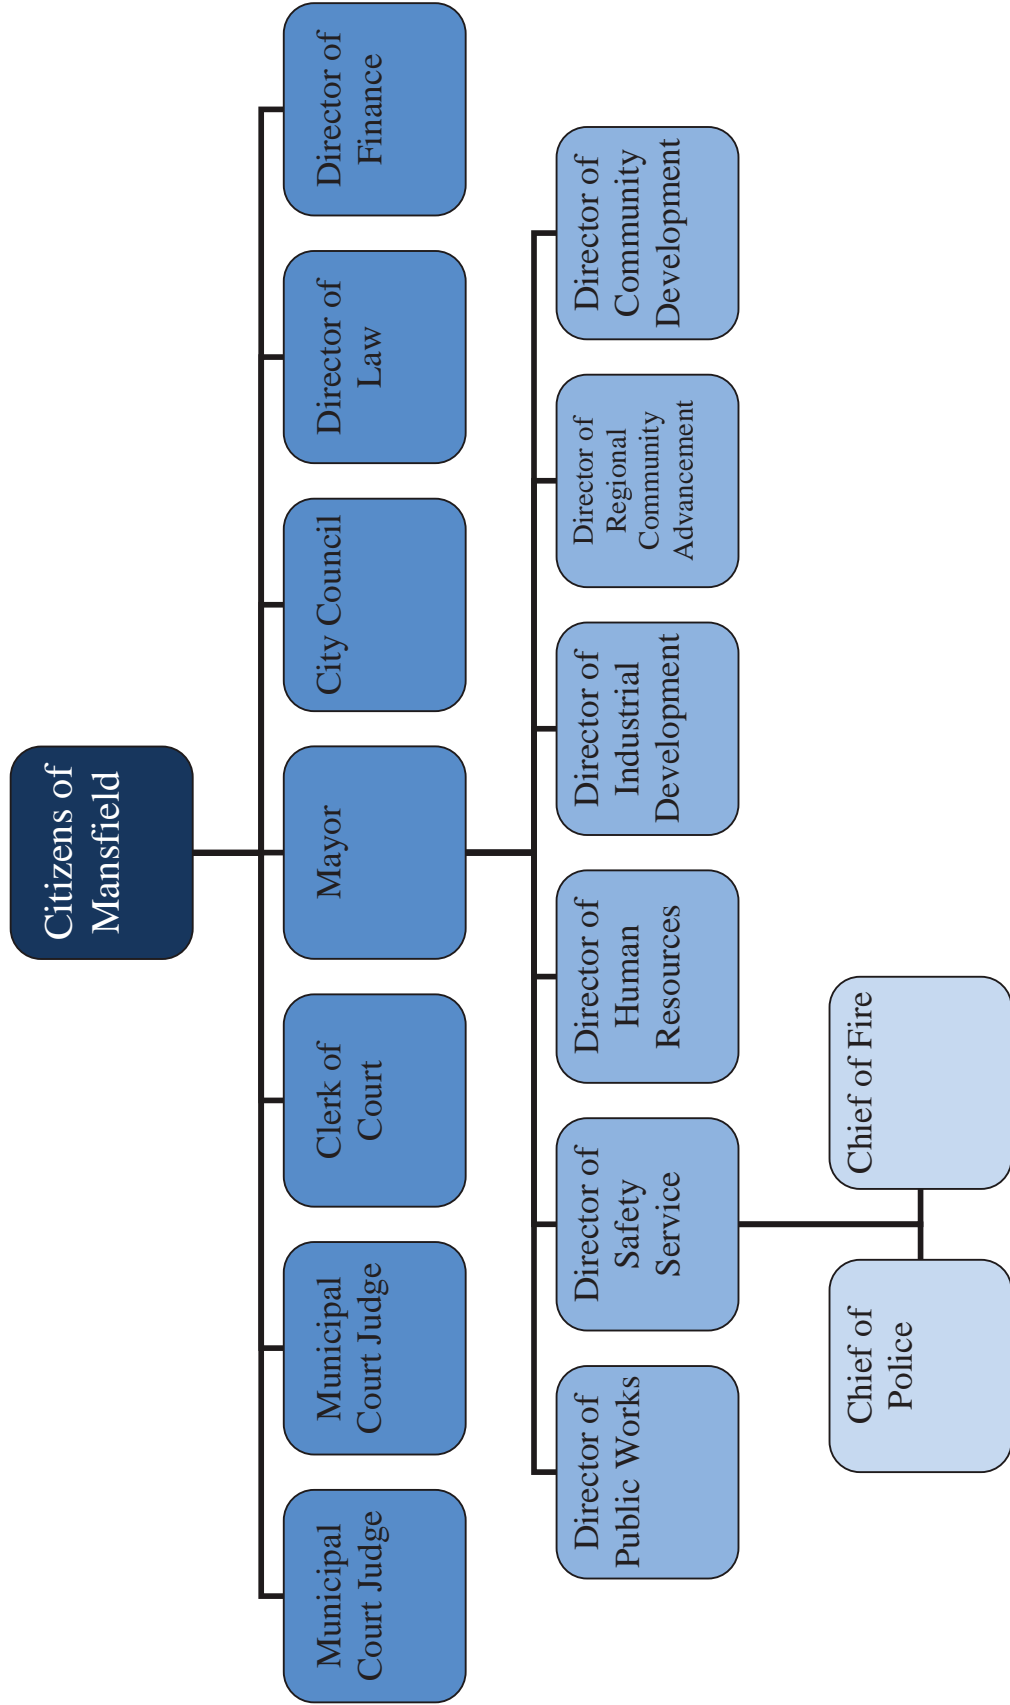 Citizens of
Mansfield
Municipal
Court Judge
Municipal
Court Judge
Clerk of
Court
Mayor
City Council
Director of
Law
Director of
Finance
Director of
Public Works
Director of
Safety
Service
Director of
Human
Resources
Director of
Industrial
Development
Director of
Regional
Community
Advancement
Director of
Community
Development
Chief of
Police
Chief of Fire